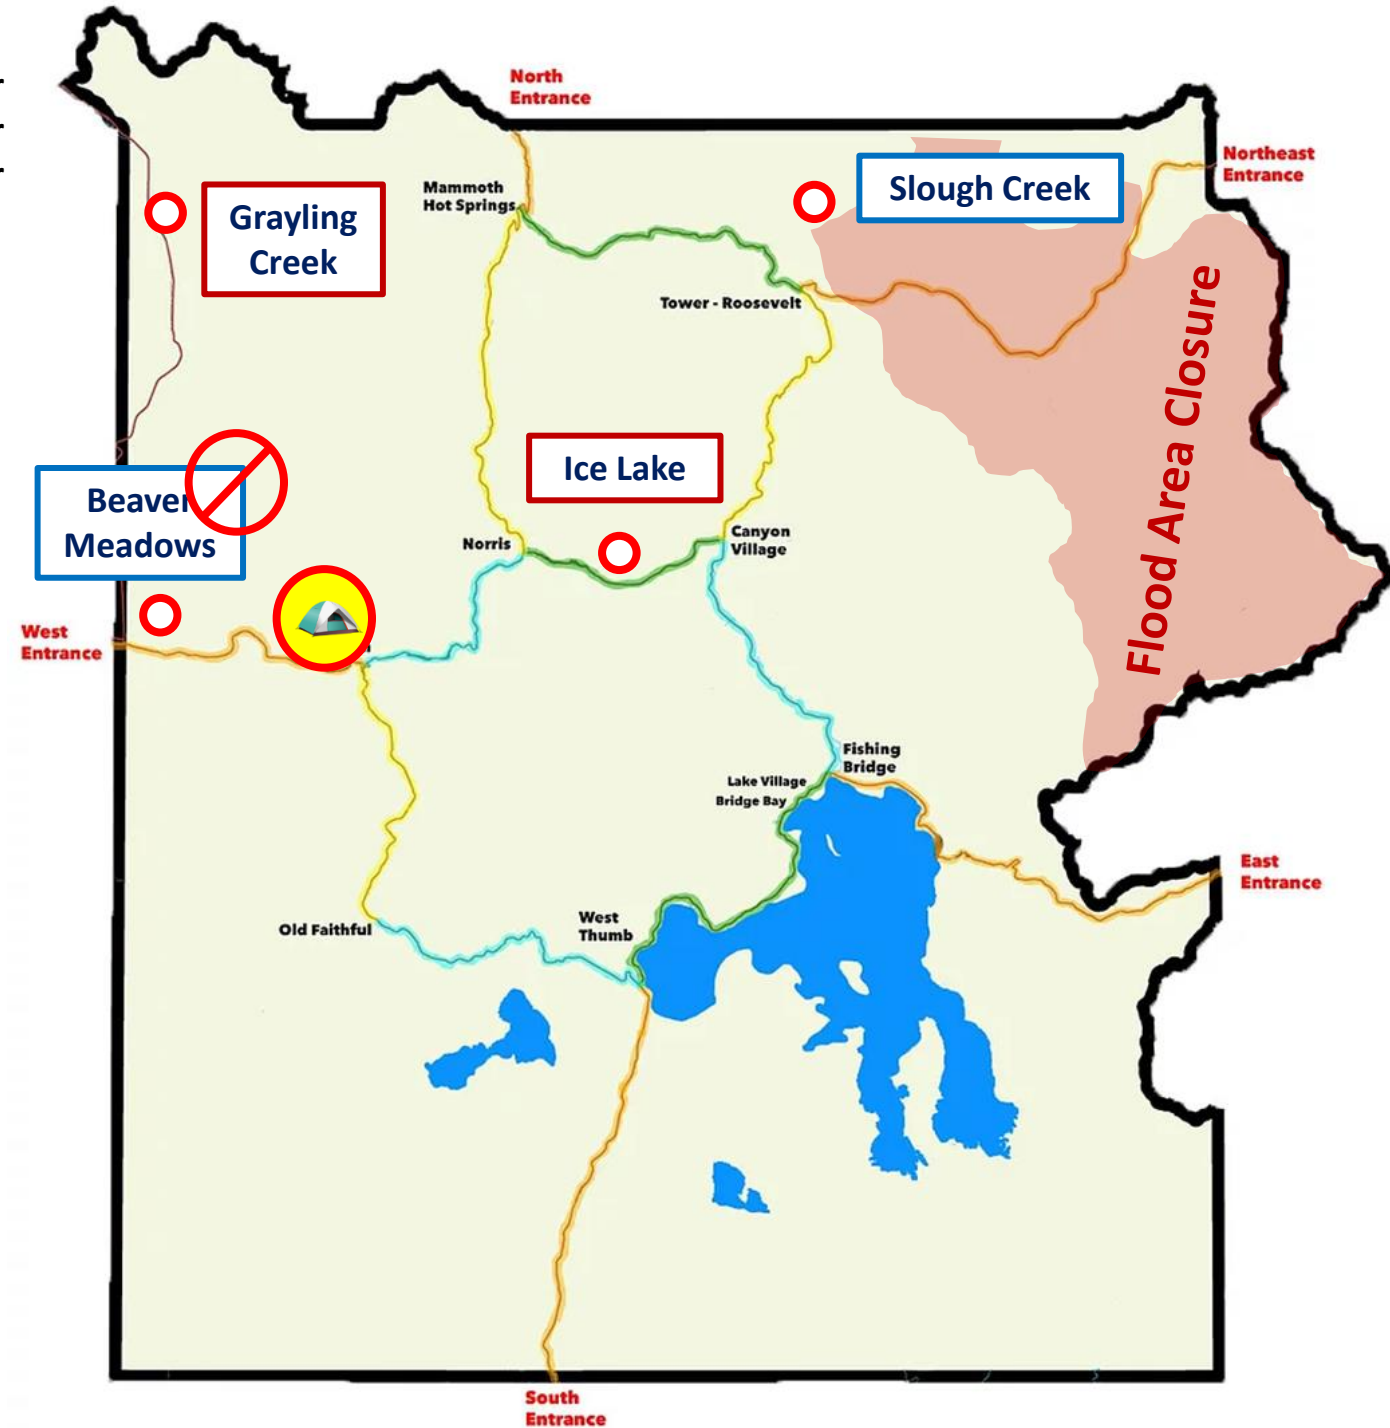 North
Entrance
Northeast
Entrance
Mammoth
Hot Springs
Slough Creek
Grayling
Creek
Tower - Roosevelt
Flood Area Closure
Ice Lake
Beaver
Meadows
Norris
Canyon
Village
West
Entrance
Fishing
Bridge
Lake Village
Bridge Bay
East
Entrance
West
Thumb
Old Faithful
South
Entrance